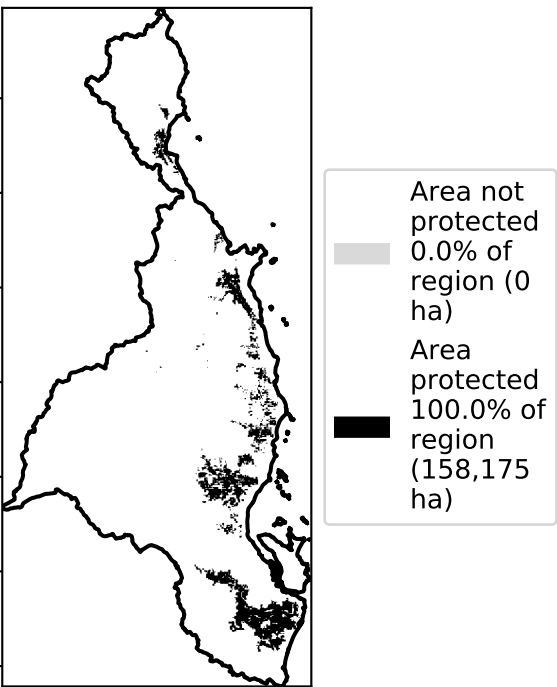 Area not
protected
0.0% of
region (0
ha)
Area
protected
100.0% of
region
(158,175
ha)